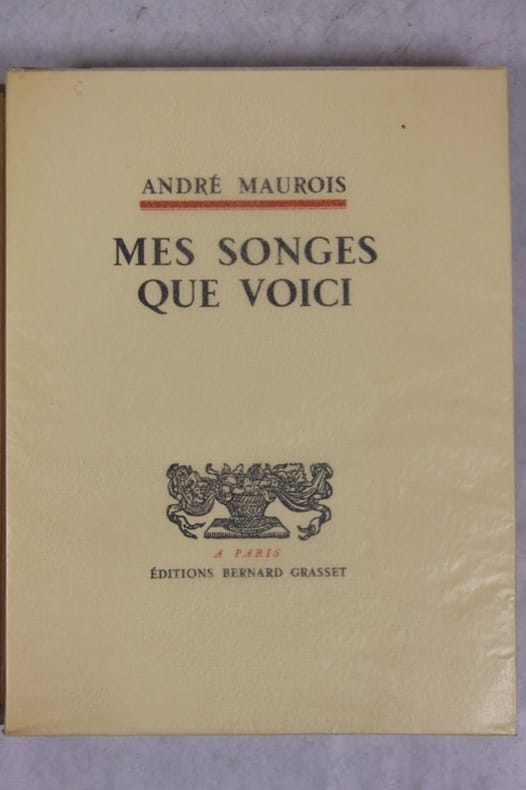 ANDRÉ MAUROIS
MES SONGES
QUE VOICI
A PARIS
ÉDITIONS BERNARD GRASSET